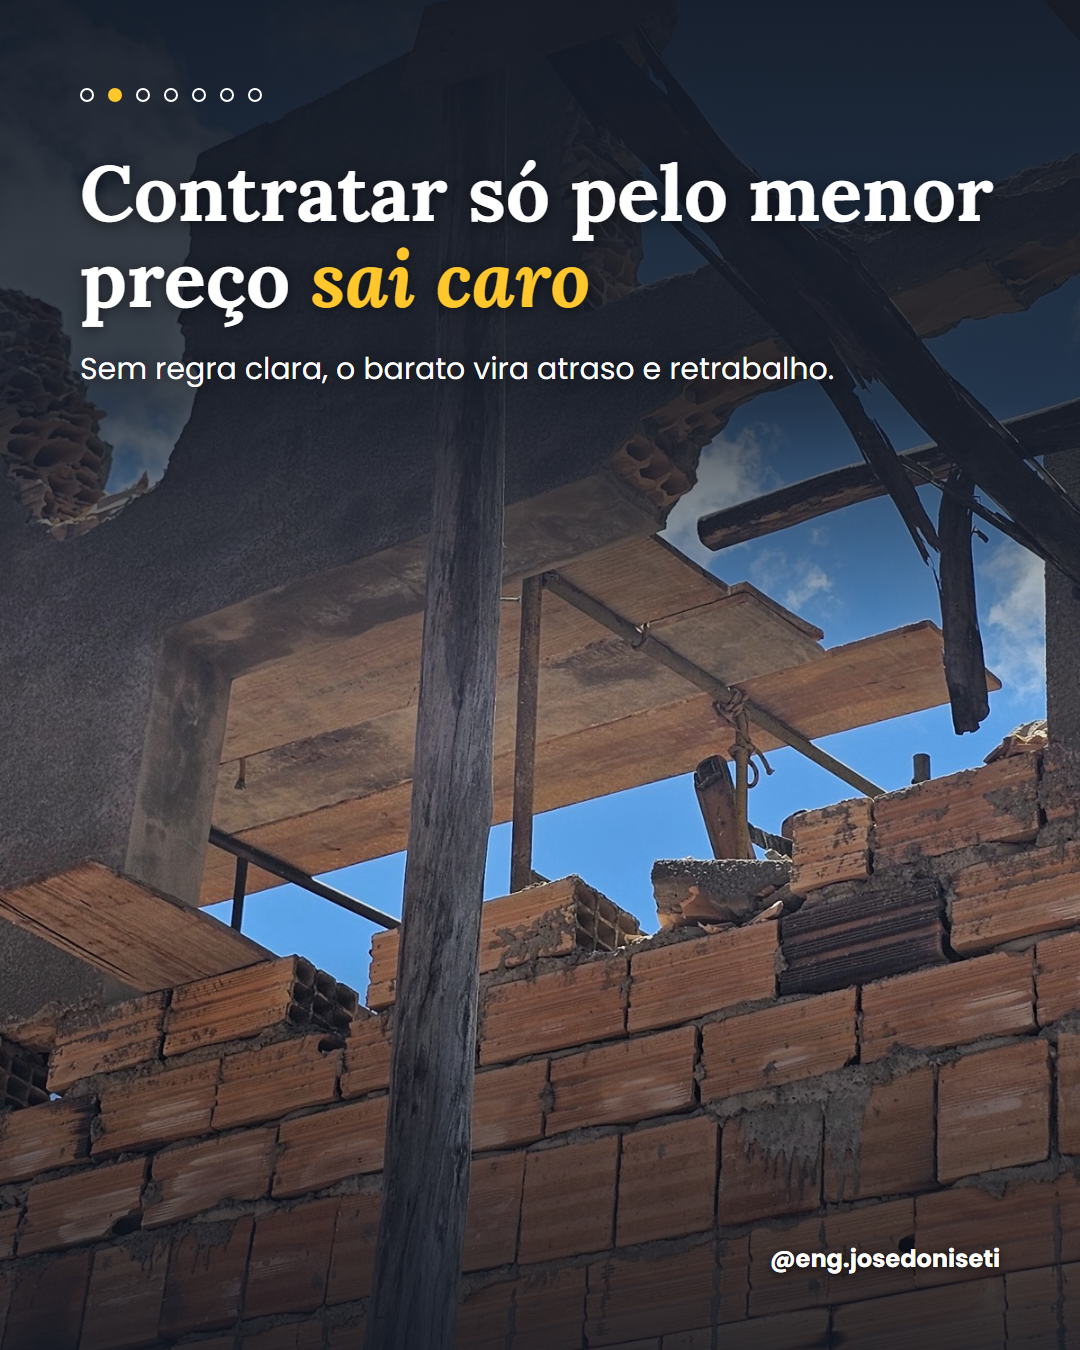 Contratar só pelo menor
preço sai caro
Sem regra clara, o barato vira atraso e retrabalho.
@eng.josedoniseti